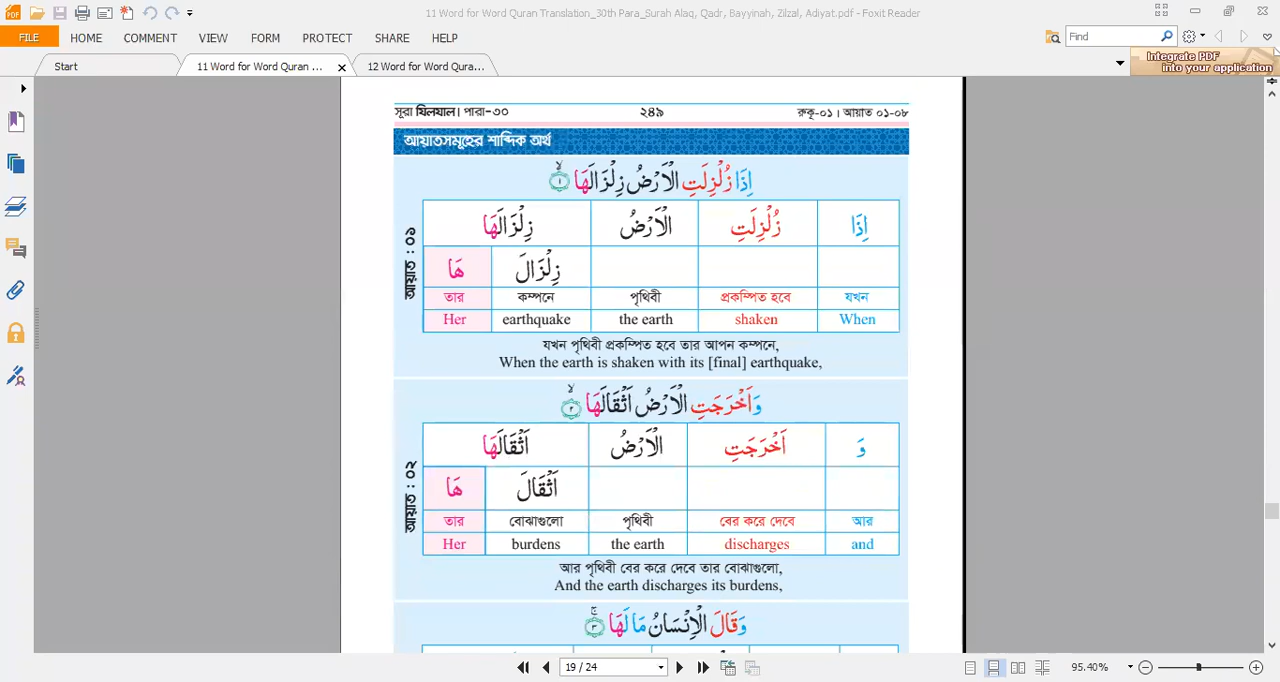 11 Word for Word Quran Translation_30th Para_Surah Alaq, Qadr, Bayyinah, Zilzal, Adiyat.pdf - Foxit Reader
FILE HOME COMMENT VIEW FORM PROTECT SHARE HELP
Find
Start 11 Word for Word Quran ... 12 Word for Word Qura...
Integrate PDF
into your application
সূরা যিলযাল। পারা-৩০ ২৪৯ রুকু-০১। আয়াত ০১-০৮
আয়াতসমূহের শাব্দিক অর্থ
اِذَا زُلْزِلَتِ الْاَرْضُ زِلْزَالَهَا ۙ ١
আয়াত : ০১
اِذَا زُلْزِلَتِ الْاَرْضُ زِلْزَالَهَا
زِلْزَالَ هَا
তার কম্পনে পৃথিবী প্রকম্পিত হবে যখন
Her earthquake the earth shaken When
যখন পৃথিবী প্রকম্পিত হবে তার আপন কম্পনে,
When the earth is shaken with its [final] earthquake,
وَاَخْرَجَتِ الْاَرْضُ اَثْقَالَهَا ۙ ٢
আয়াত : ০২
وَ اَخْرَجَتِ الْاَرْضُ اَثْقَالَهَا
اَثْقَالَ هَا
তার বোঝাগুলো পৃথিবী বের করে দেবে আর
Her burdens the earth discharges and
আর পৃথিবী বের করে দেবে তার বোঝাগুলো,
And the earth discharges its burdens,
وَقَالَ الْاِنْسَانُ مَا لَهَا ۚ ٣
19 / 24
95.40%